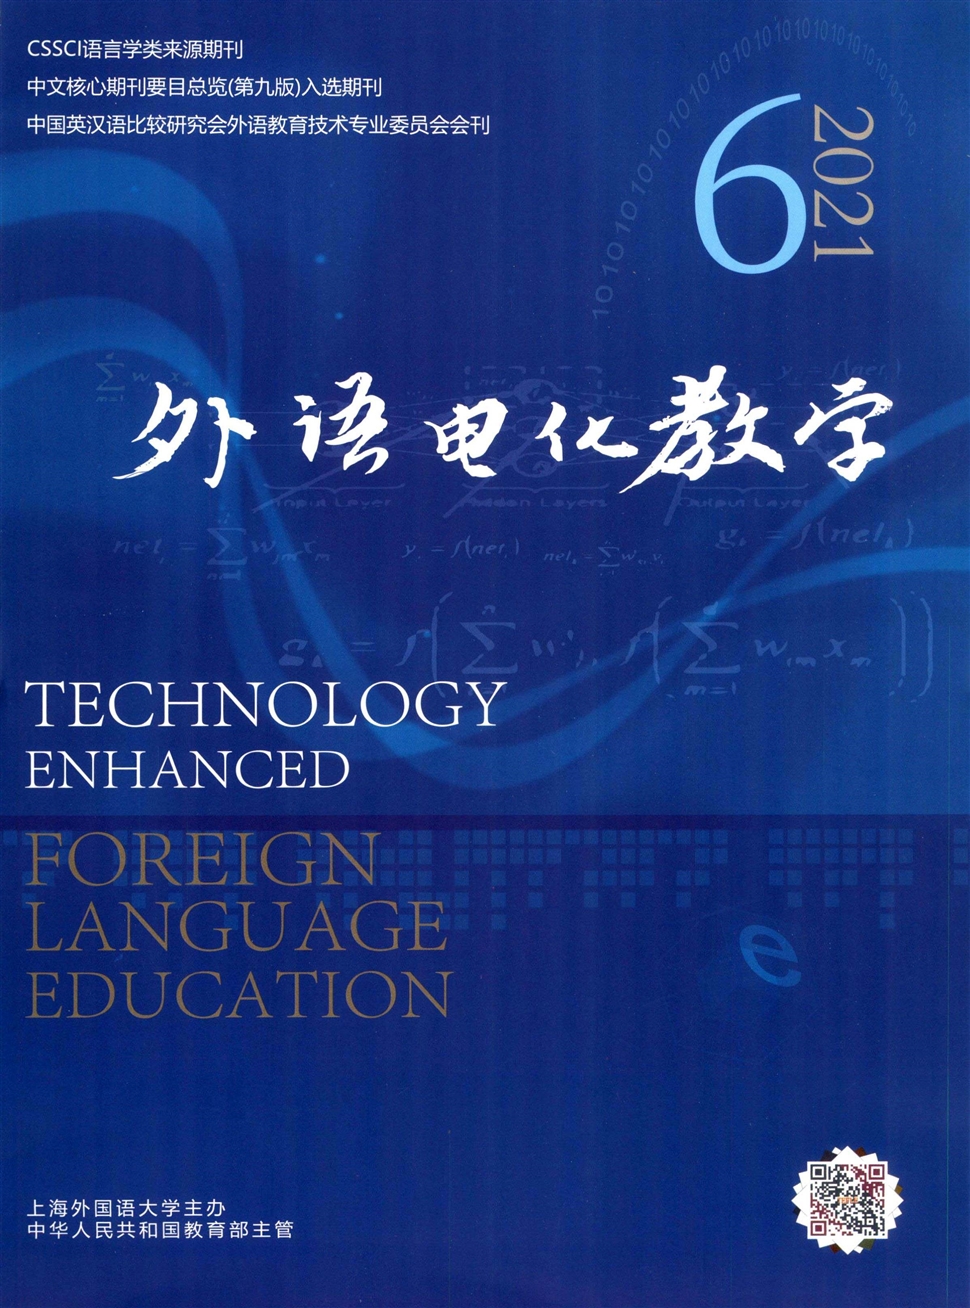 CSSCI语言学类来源期刊
中文核心期刊要目总览(第九版)入选期刊
中国英汉语比较研究会外语教育技术专业委员会会刊
6
2021
外语电化教学
Input Layer
Output Layer
TECHNOLOGY
ENHANCED
FOREIGN
LANGUAGE
EDUCATION
e
上海外国语大学主办
中华人民共和国教育部主管